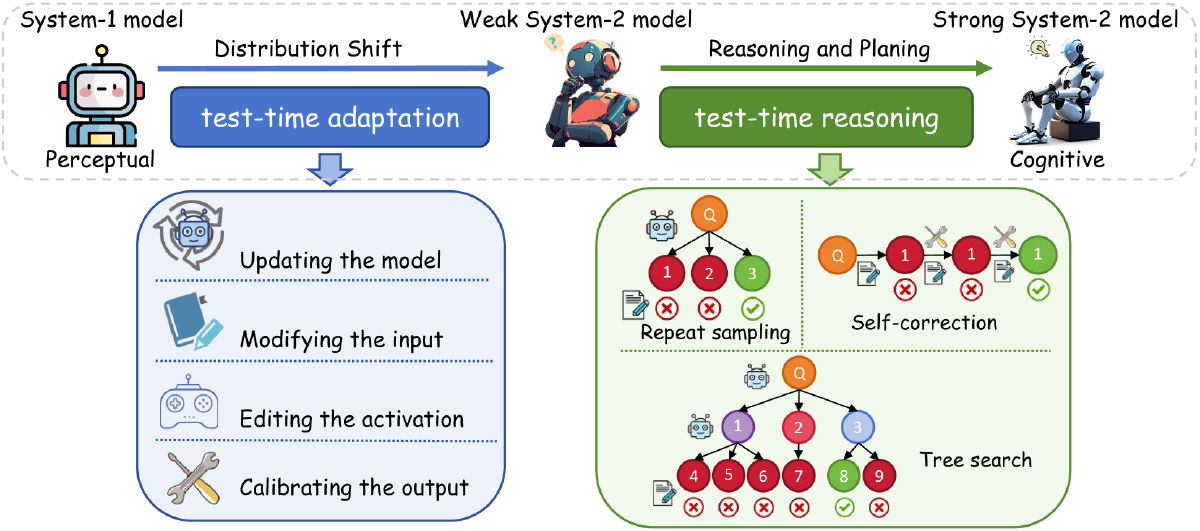 System-1 model
Weak System-2 model
Strong System-2 model
Distribution Shift
Reasoning and Planing
test-time adaptation
test-time reasoning
Perceptual
Cognitive
Updating the model
Modifying the input
Editing the activation
Calibrating the output
Q
1 2 3
Repeat sampling
Q 1 1 1
Self-correction
Q
1 2 3
4 5 6 7 8 9
Tree search